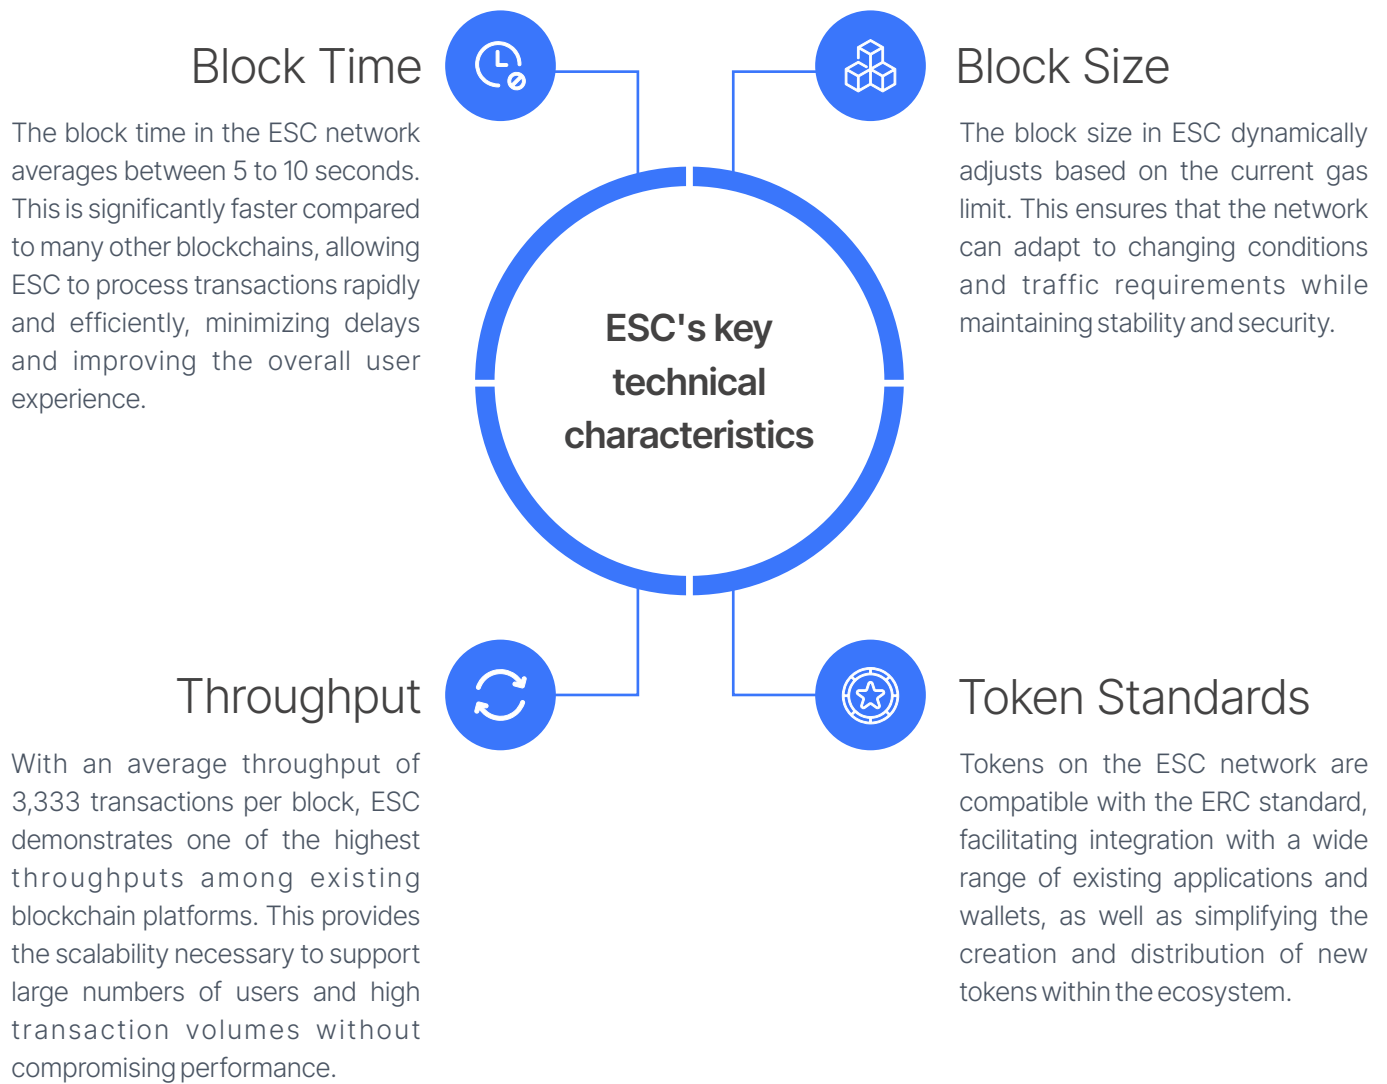 Block Time
The block time in the ESC network
averages between 5 to 10 seconds.
This is significantly faster compared
to many other blockchains, allowing
ESC to process transactions rapidly
and efficiently, minimizing delays
and improving the overall user
experience.
Block Size
The block size in ESC dynamically
adjusts based on the current gas
limit. This ensures that the network
can adapt to changing conditions
and traffic requirements while
maintaining stability and security.
ESC's key
technical
characteristics
Throughput
With an average throughput of
3,333 transactions per block, ESC
demonstrates one of the highest
throughputs among existing
blockchain platforms. This provides
the scalability necessary to support
large numbers of users and high
transaction volumes without
compromising performance.
Token Standards
Tokens on the ESC network are
compatible with the ERC standard,
facilitating integration with a wide
range of existing applications and
wallets, as well as simplifying the
creation and distribution of new
tokens within the ecosystem.